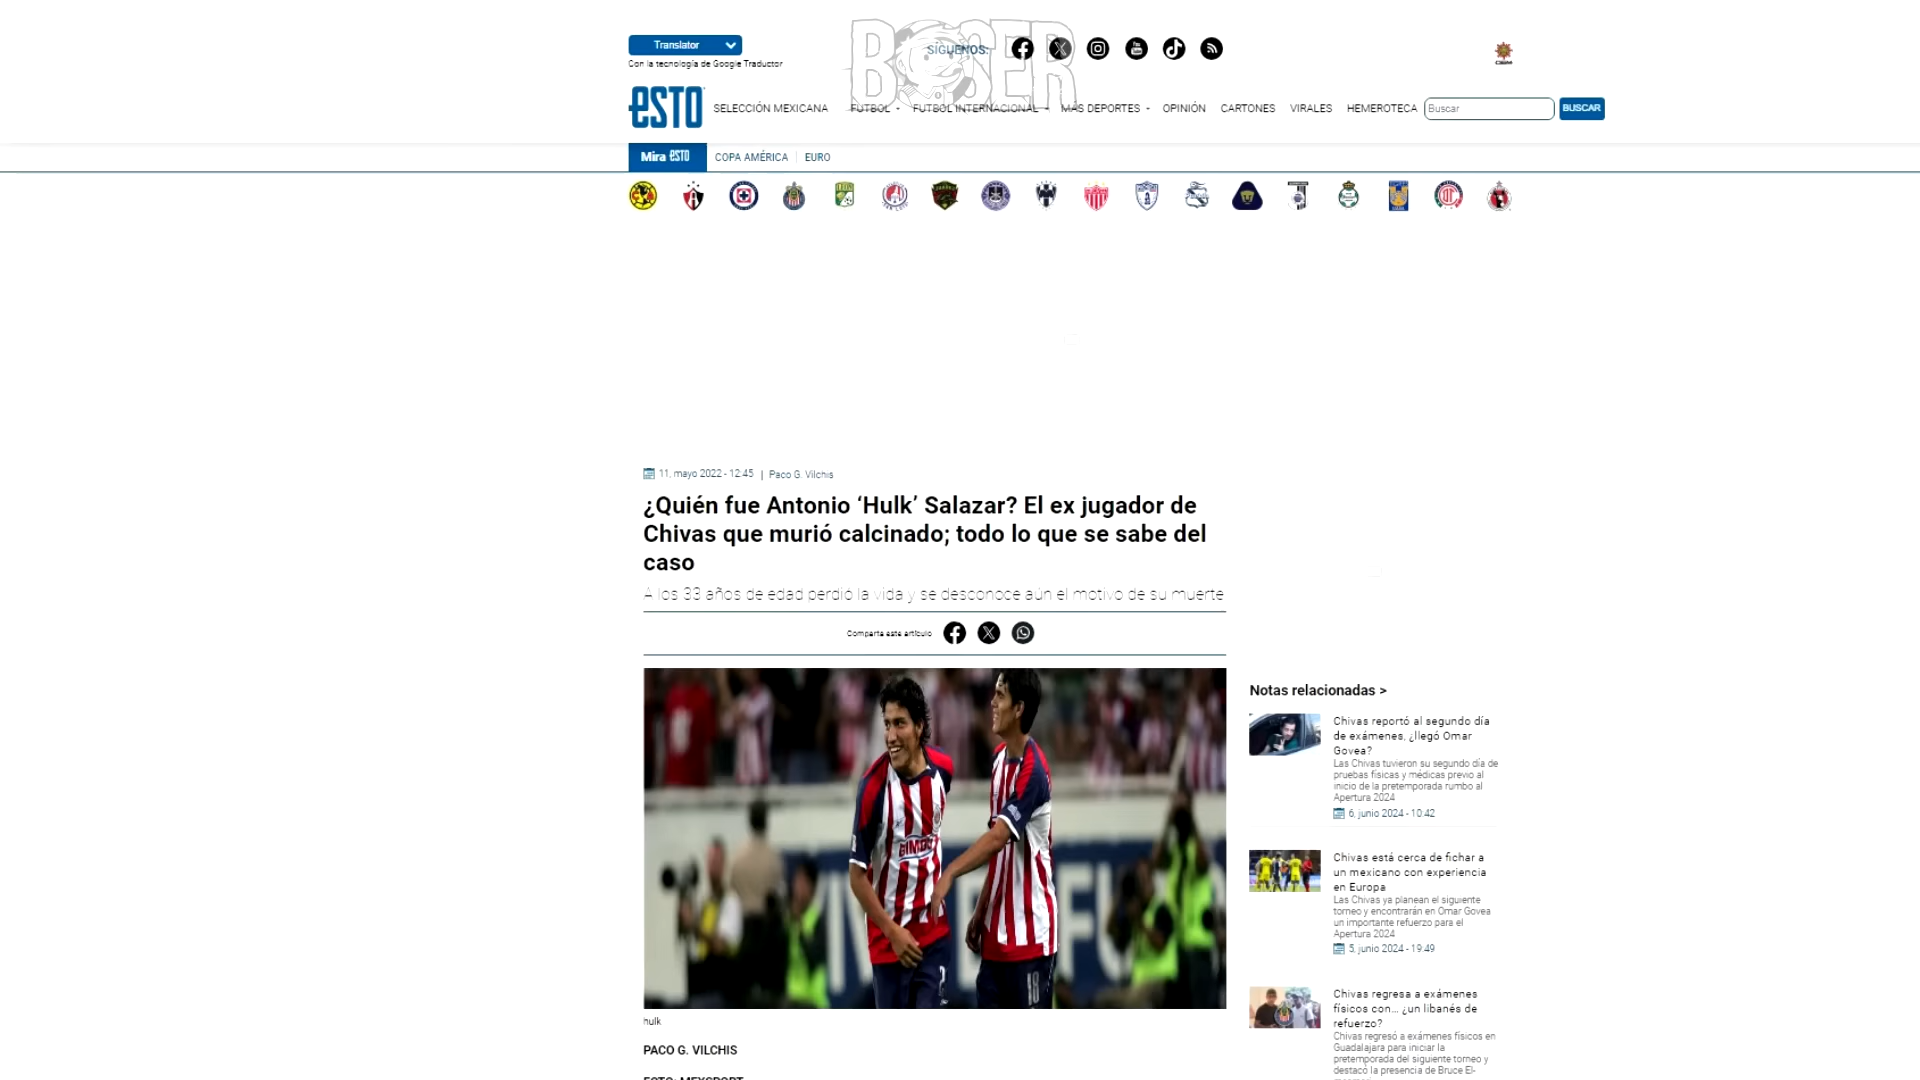 BOSER
Translator
SÍGUENOS:
Con la tecnología de Google Traductor
esto
SELECCIÓN MEXICANA
FUTBOL
FUTBOL INTERNACIONAL
MÁS DEPORTES
OPINIÓN
CARTONES
VIRALES
HEMEROTECA
Buscar
BUSCAR
Mira esto
COPA AMÉRICA
EURO
11, mayo 2022 - 12:45 | Paco G. Vilchis
¿Quién fue Antonio ‘Hulk’ Salazar? El ex jugador de
Chivas que murió calcinado; todo lo que se sabe del
caso
A los 33 años de edad perdió la vida y se desconoce aún el motivo de su muerte
Comparta este artículo
BIMBO
hulk
PACO G. VILCHIS
ESTO: MEXSPORT
Notas relacionadas >
Chivas reportó al segundo día
de exámenes, ¿llegó Omar
Govea?
Las Chivas tuvieron su segundo día de
pruebas físicas y médicas previo al
inicio de la pretemporada rumbo al
Apertura 2024
6, junio 2024 - 10:42
Chivas está cerca de fichar a
un mexicano con experiencia
en Europa
Las Chivas ya planean el siguiente
torneo y encontrarán en Omar Govea
un importante refuerzo para el
Apertura 2024
5, junio 2024 - 19:49
Chivas regresa a exámenes
físicos con... ¿un libanés de
refuerzo?
Chivas regresó a exámenes físicos en
Guadalajara para iniciar la
pretemporada del siguiente torneo y
destacó la presencia de Bruce El-